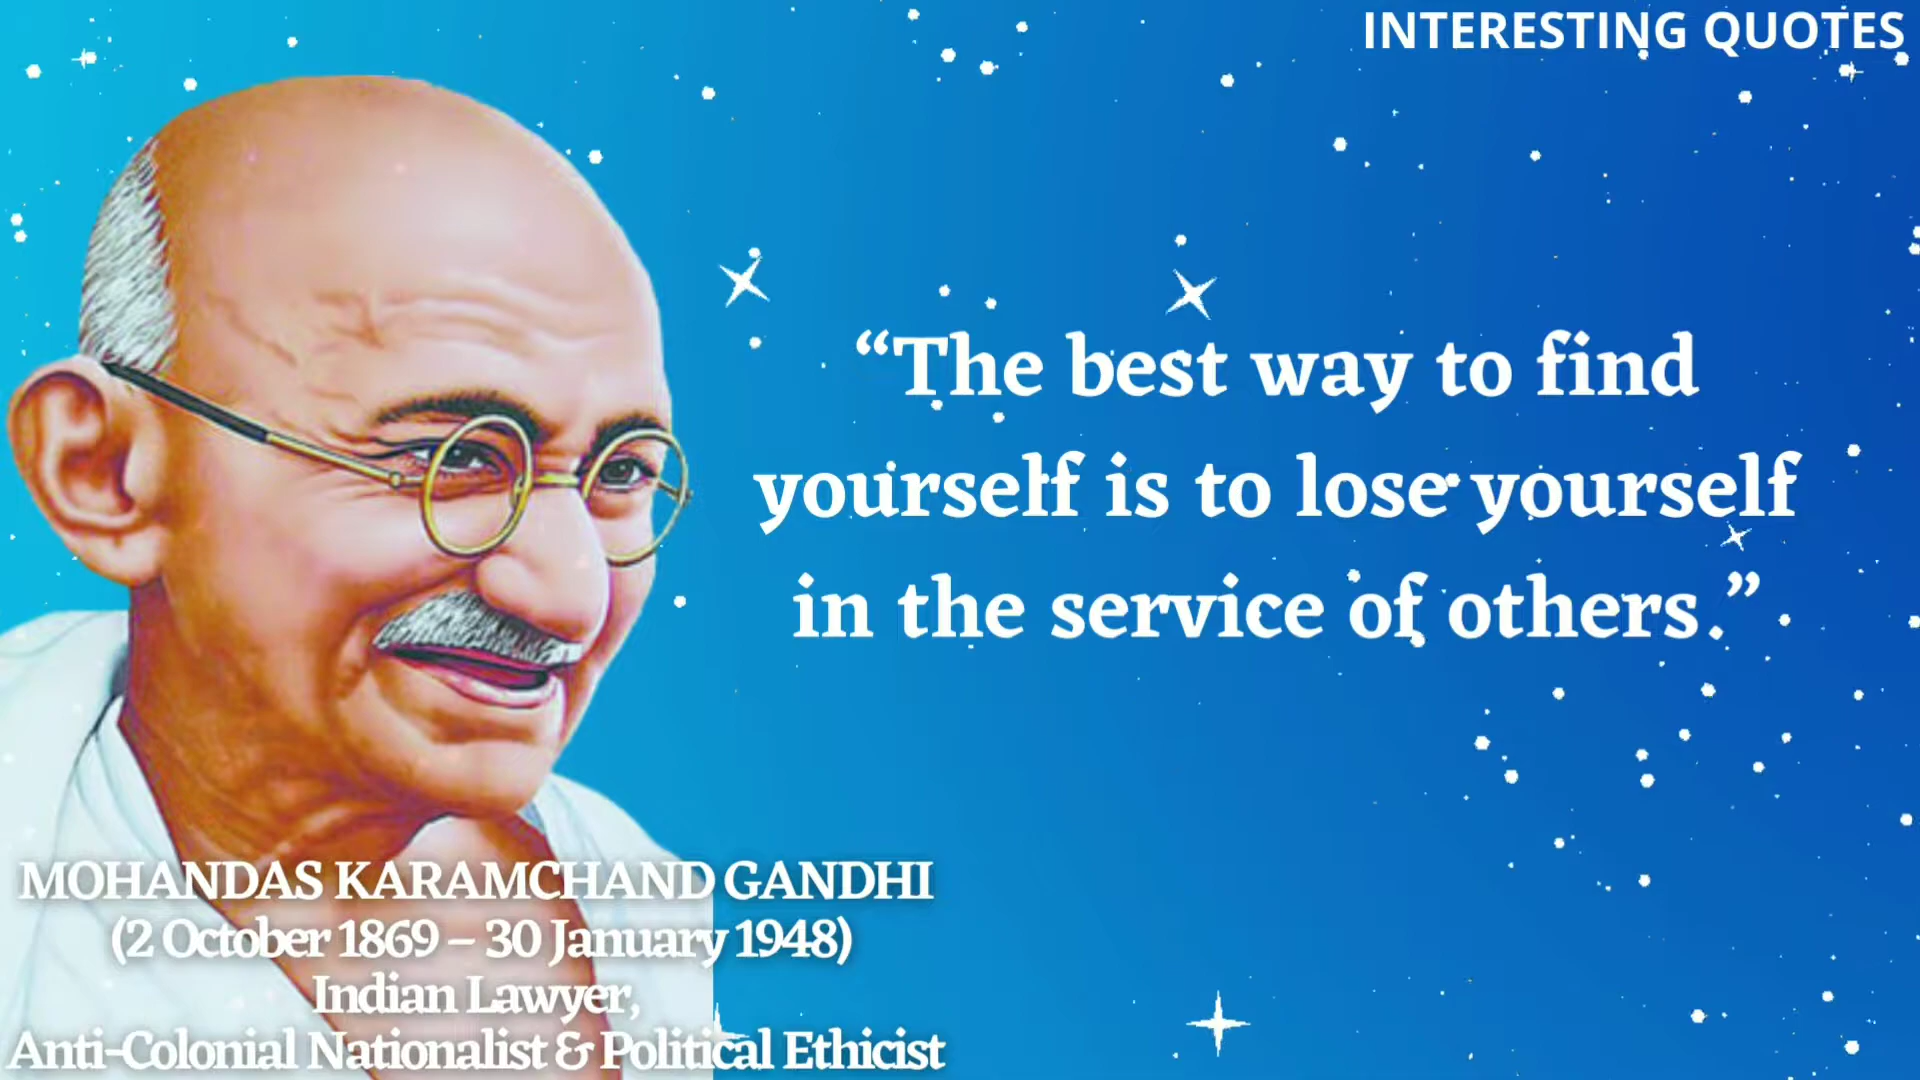 INTERESTING QUOTES
“The best way to find
yourself is to lose yourself
in the service of others.”
MOHANDAS KARAMCHAND GANDHI
(2 October 1869 – 30 January 1948)
Indian Lawyer,
Anti-Colonial Nationalist & Political Ethicist